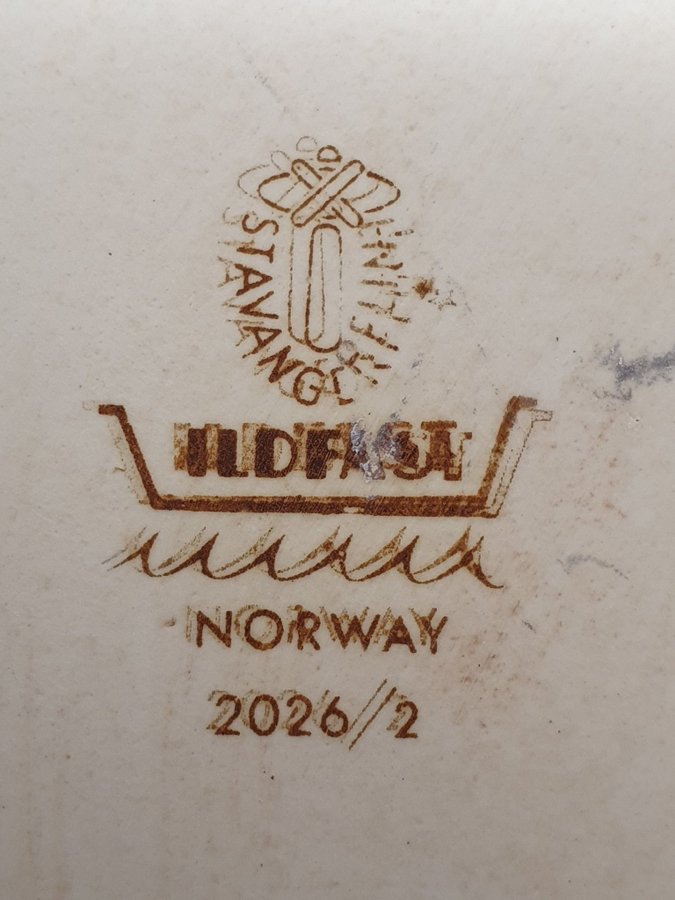 STAVANGERFLINT
ILDFAST
NORWAY
2026/2